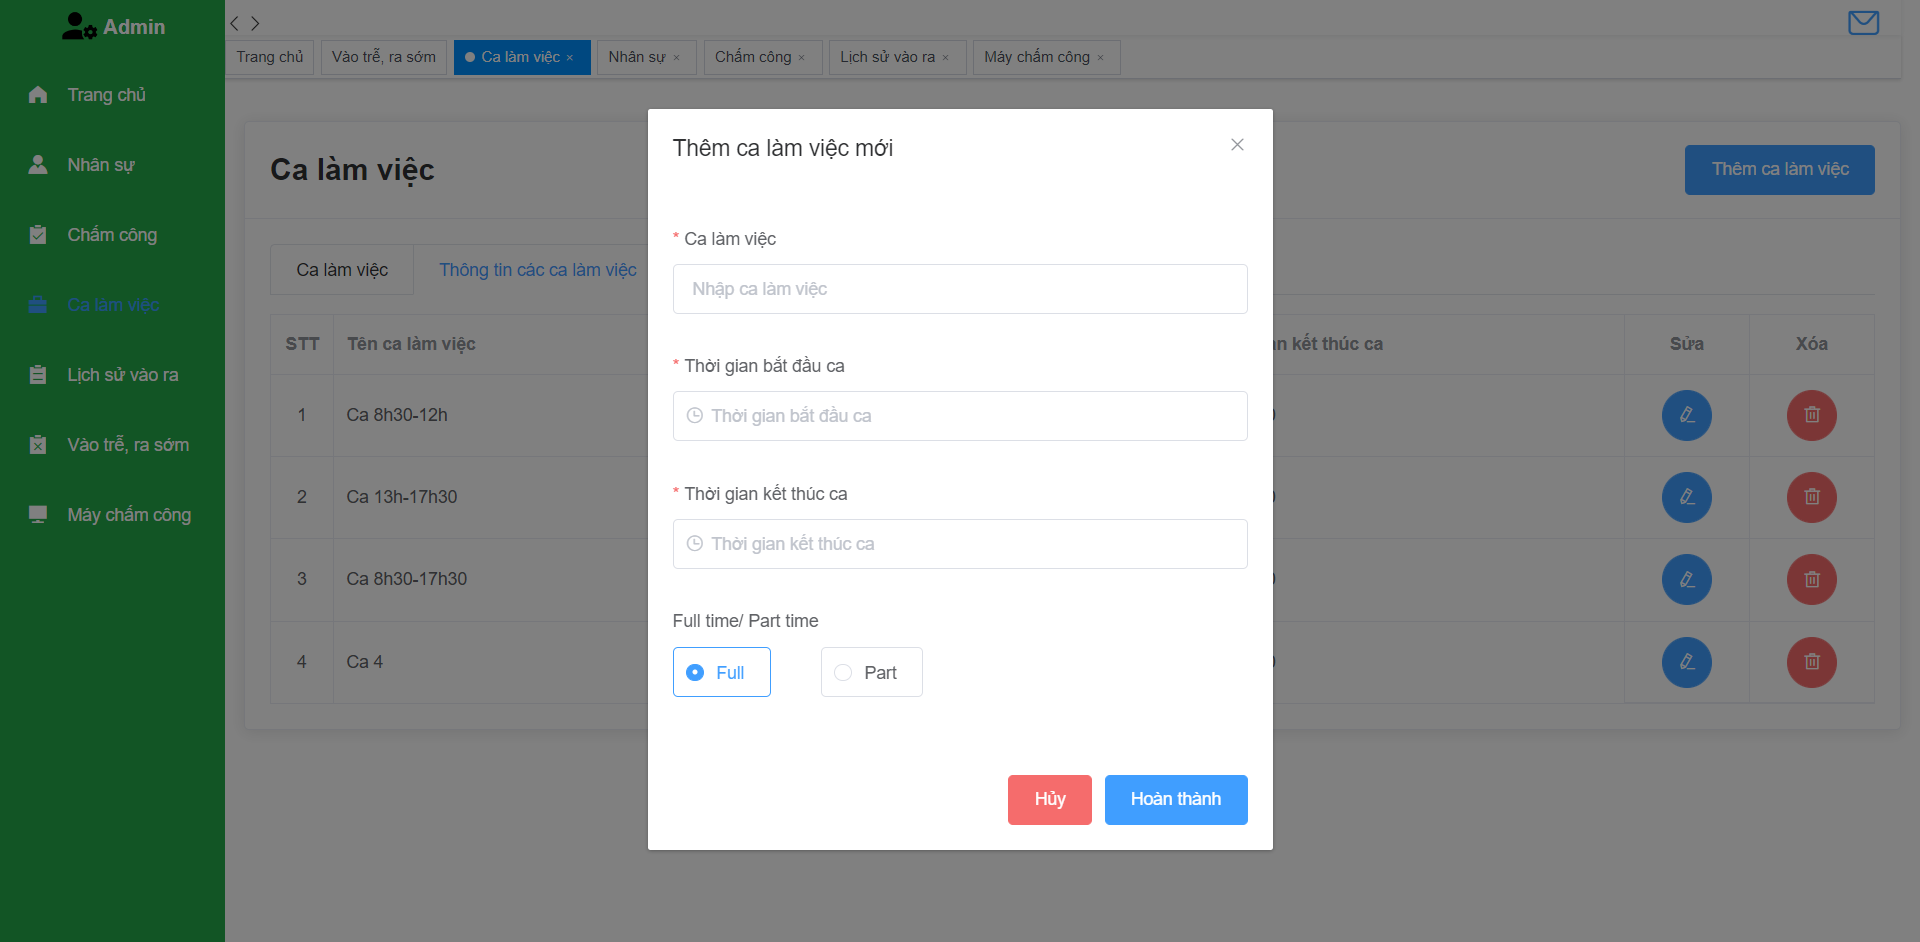 Admin
Trang chủ
Nhân sự
Chấm công
Ca làm việc
Lịch sử vào ra
Vào trễ, ra sớm
Máy chấm công
Trang chủ
Vào trễ, ra sớm
Ca làm việc ×
Nhân sự ×
Chấm công ×
Lịch sử vào ra ×
Máy chấm công ×
Ca làm việc
Thêm ca làm việc
Ca làm việc
Thông tin các ca làm việc
STT
Tên ca làm việc
kết thúc ca
Sửa
Xóa
1
Ca 8h30-12h
2
Ca 13h-17h30
3
Ca 8h30-17h30
4
Ca 4
Thêm ca làm việc mới
* Ca làm việc
Nhập ca làm việc
* Thời gian bắt đầu ca
Thời gian bắt đầu ca
* Thời gian kết thúc ca
Thời gian kết thúc ca
Full time/ Part time
Full
Part
Hủy
Hoàn thành